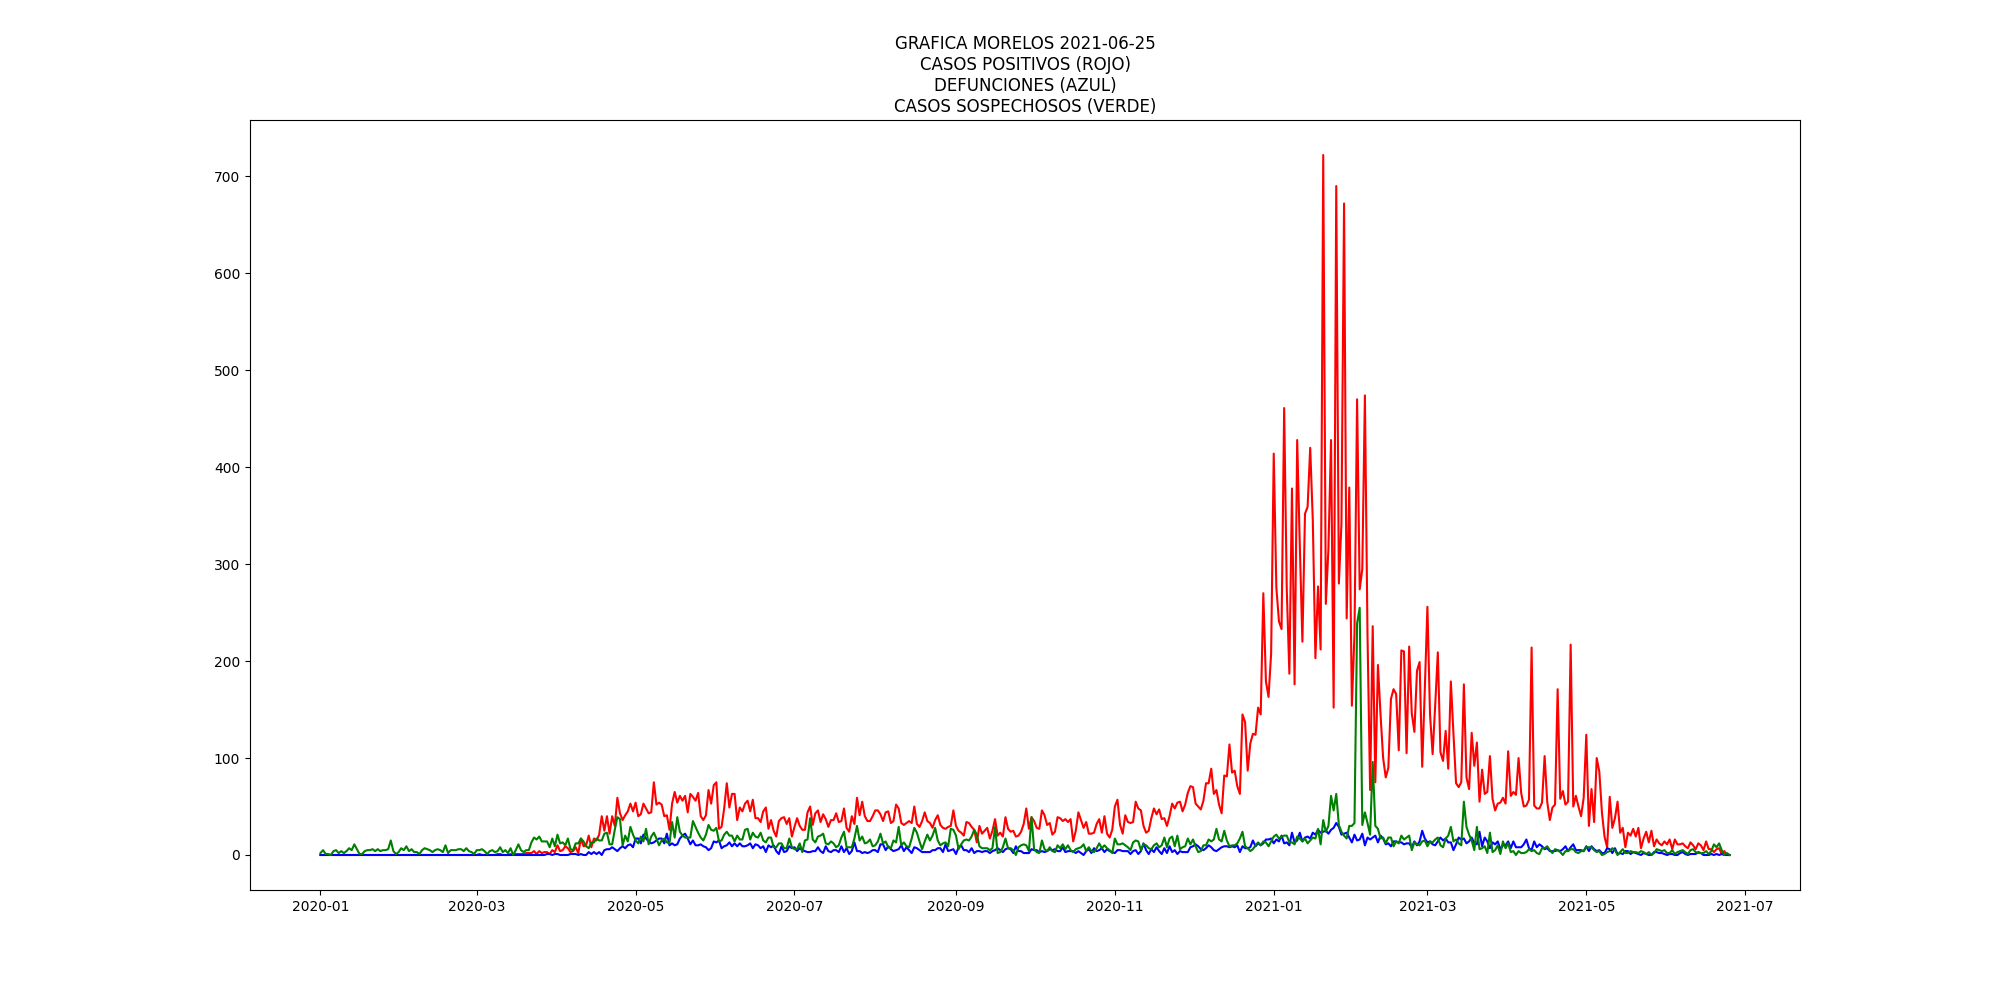 GRAFICA MORELOS 2021-06-25
CASOS POSITIVOS (ROJO)
DEFUNCIONES (AZUL)
CASOS SOSPECHOSOS (VERDE)
700
600
500
400
300
200
100
0
2020-01 2020-03 2020-05 2020-07 2020-09 2020-11 2021-01 2021-03 2021-05 2021-07